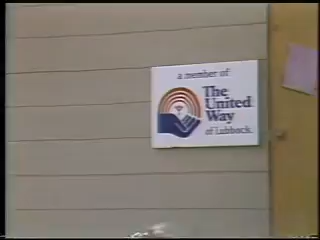 a member of
The
United
Way
of Lubbock.